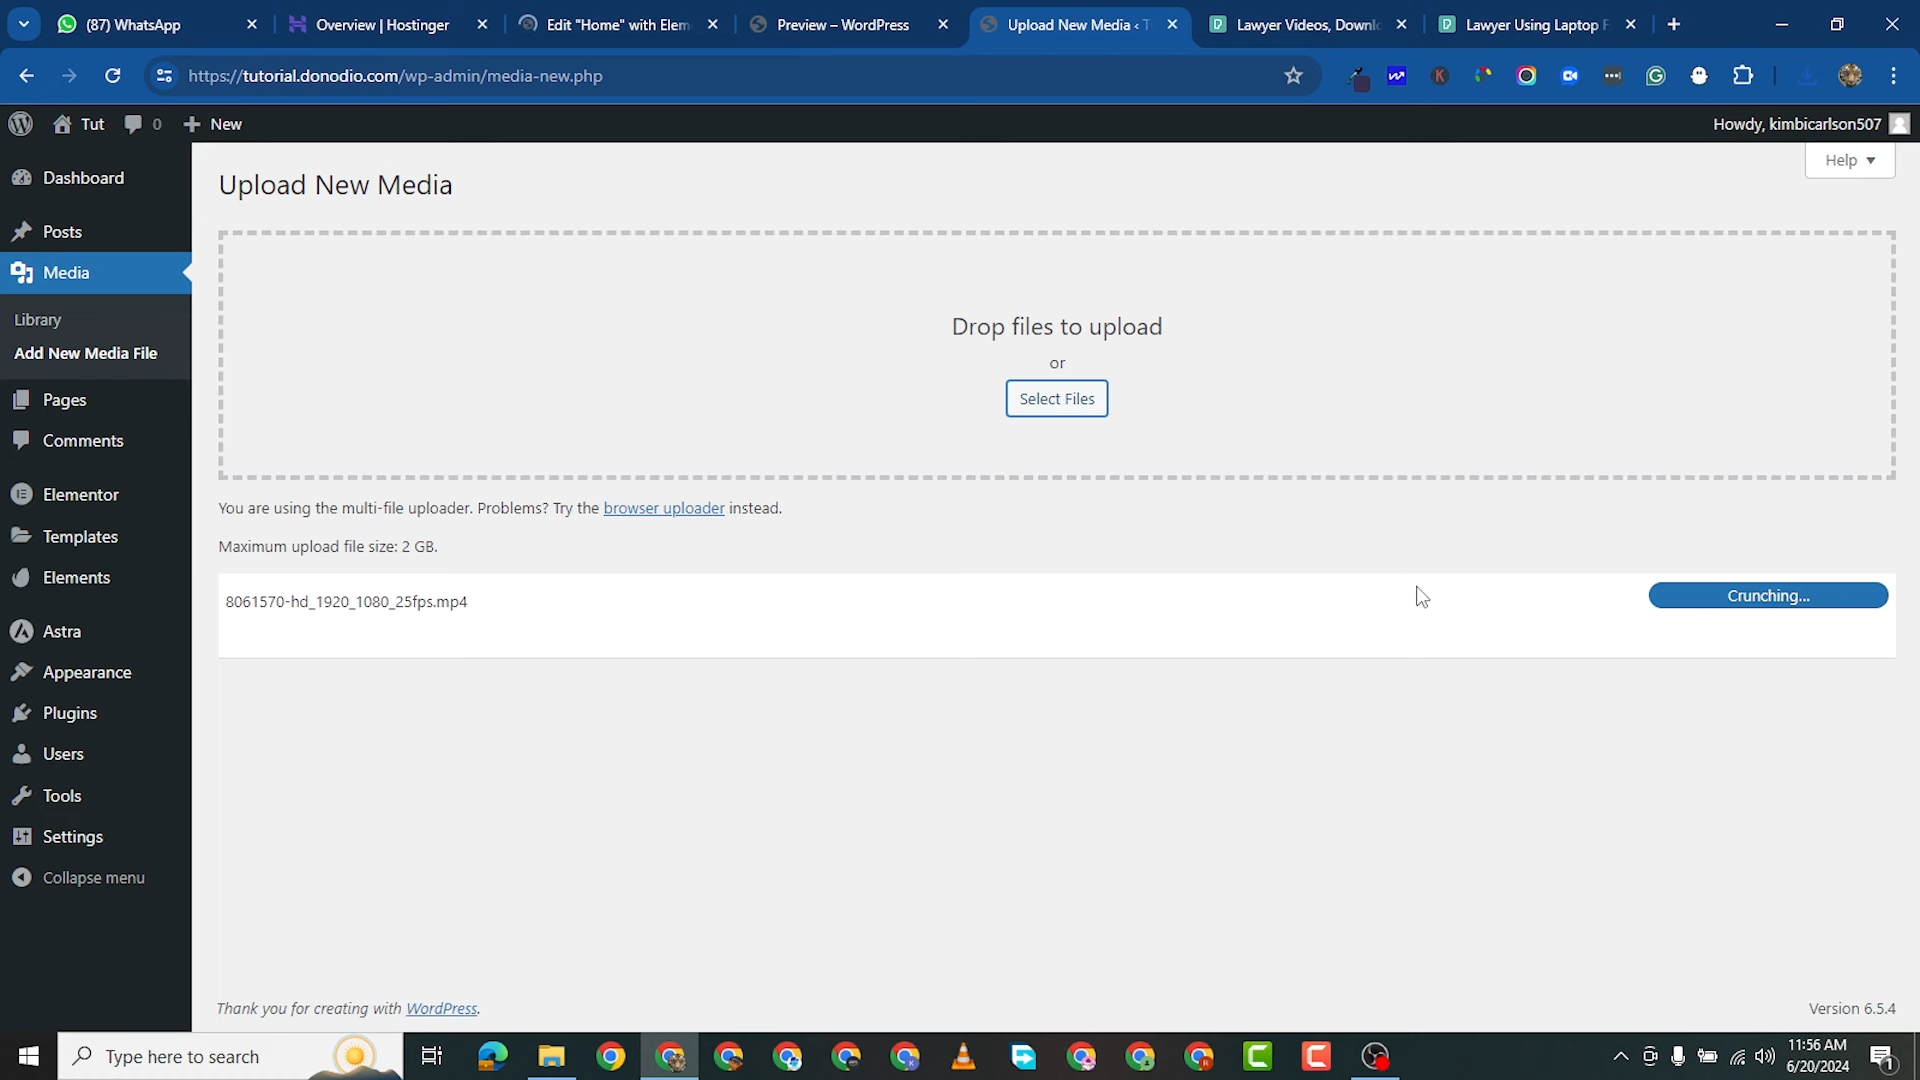 (87) WhatsApp
Overview | Hostinger
Edit "Home" with Elem
Preview – WordPress
Upload New Media ‹ T
Lawyer Videos, Downl
Lawyer Using Laptop F
https://tutorial.donodio.com/wp-admin/media-new.php
Tut
0
New
Howdy, kimbicarlson507
Help
Dashboard
Posts
Media
Library
Add New Media File
Pages
Comments
Elementor
Templates
Elements
Astra
Appearance
Plugins
Users
Tools
Settings
Collapse menu
Upload New Media
Drop files to upload
or
Select Files
You are using the multi-file uploader. Problems? Try the browser uploader instead.
Maximum upload file size: 2 GB.
8061570-hd_1920_1080_25fps.mp4
Crunching...
Thank you for creating with WordPress.
Version 6.5.4
Type here to search
11:56 AM
6/20/2024
1